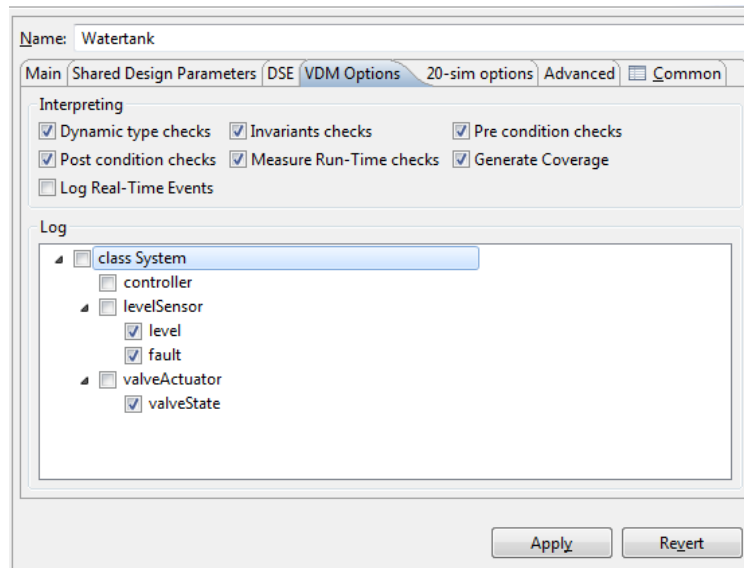 Name: Watertank
Main Shared Design Parameters DSE VDM Options 20-sim options Advanced Common
Interpreting
Dynamic type checks Invariants checks Pre condition checks
Post condition checks Measure Run-Time checks Generate Coverage
Log Real-Time Events
Log
class System
controller
levelSensor
level
fault
valveActuator
valveState
Apply Revert